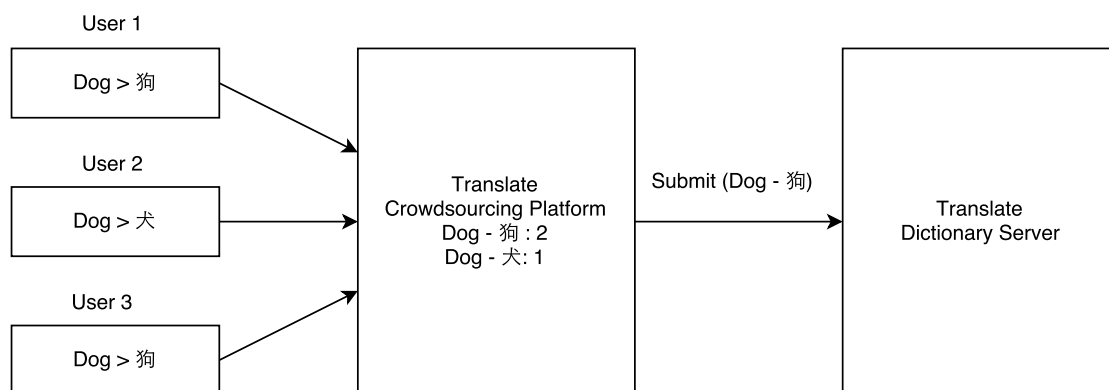 User 1
Dog > 狗
User 2
Dog > 犬
User 3
Dog > 狗
Translate
Crowdsourcing Platform
Dog - 狗 : 2
Dog - 犬: 1
Submit (Dog - 狗)
Translate
Dictionary Server